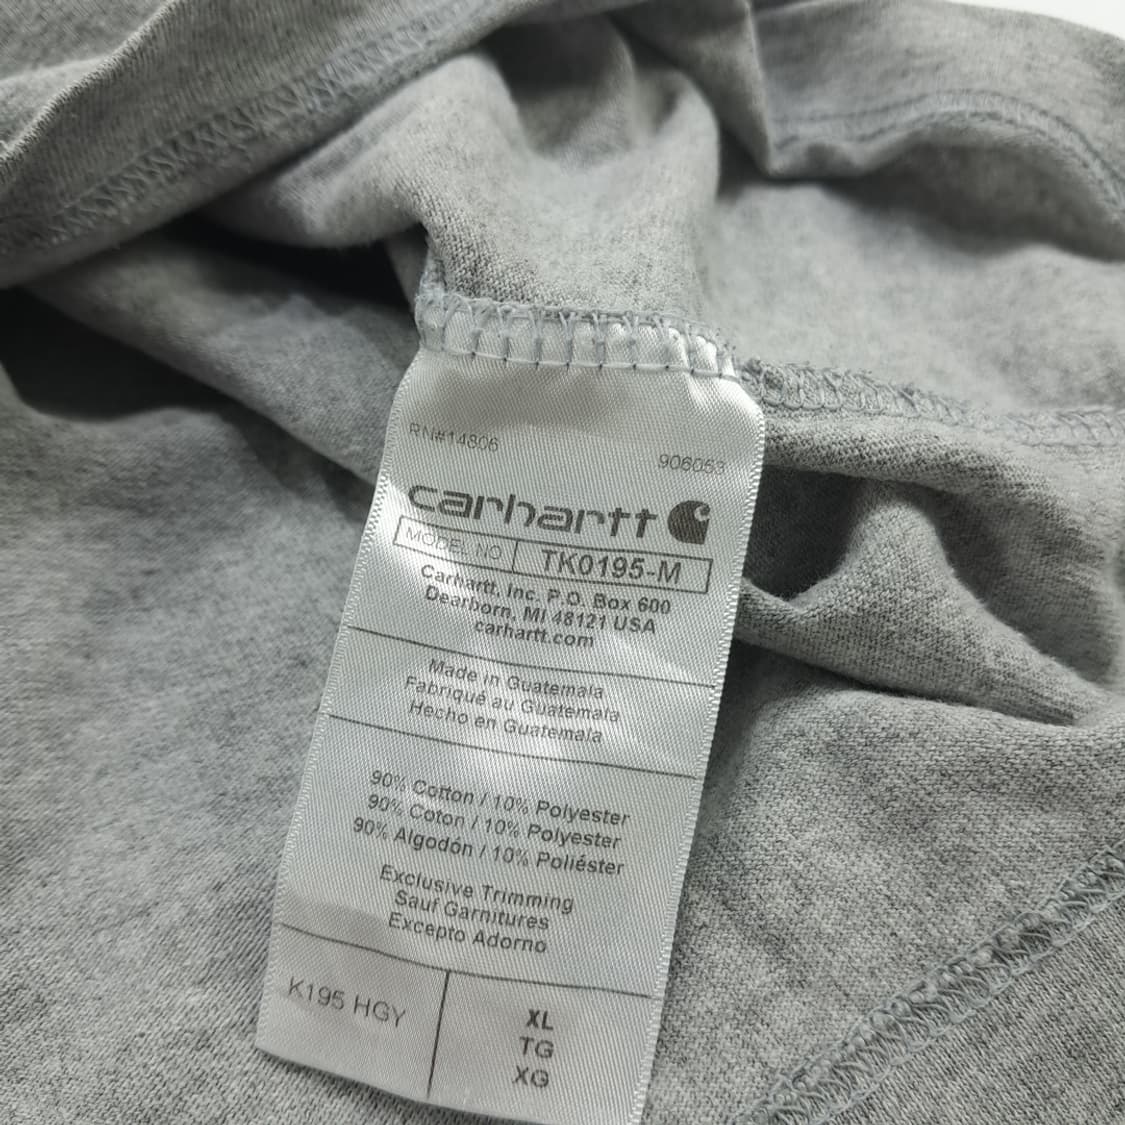 RN#14806
906053
carhartt
MODEL NO TK0195-M
Carhartt, Inc. P.O. Box 600
Dearborn, MI 48121 USA
carhartt.com
Made in Guatemala
Fabriqué au Guatemala
Hecho en Guatemala
90% Cotton / 10% Polyester
90% Coton / 10% Polyester
90% Algodón / 10% Poliéster
Exclusive Trimming
Sauf Garnitures
Excepto Adorno
K195 HGY
XL
TG
XG